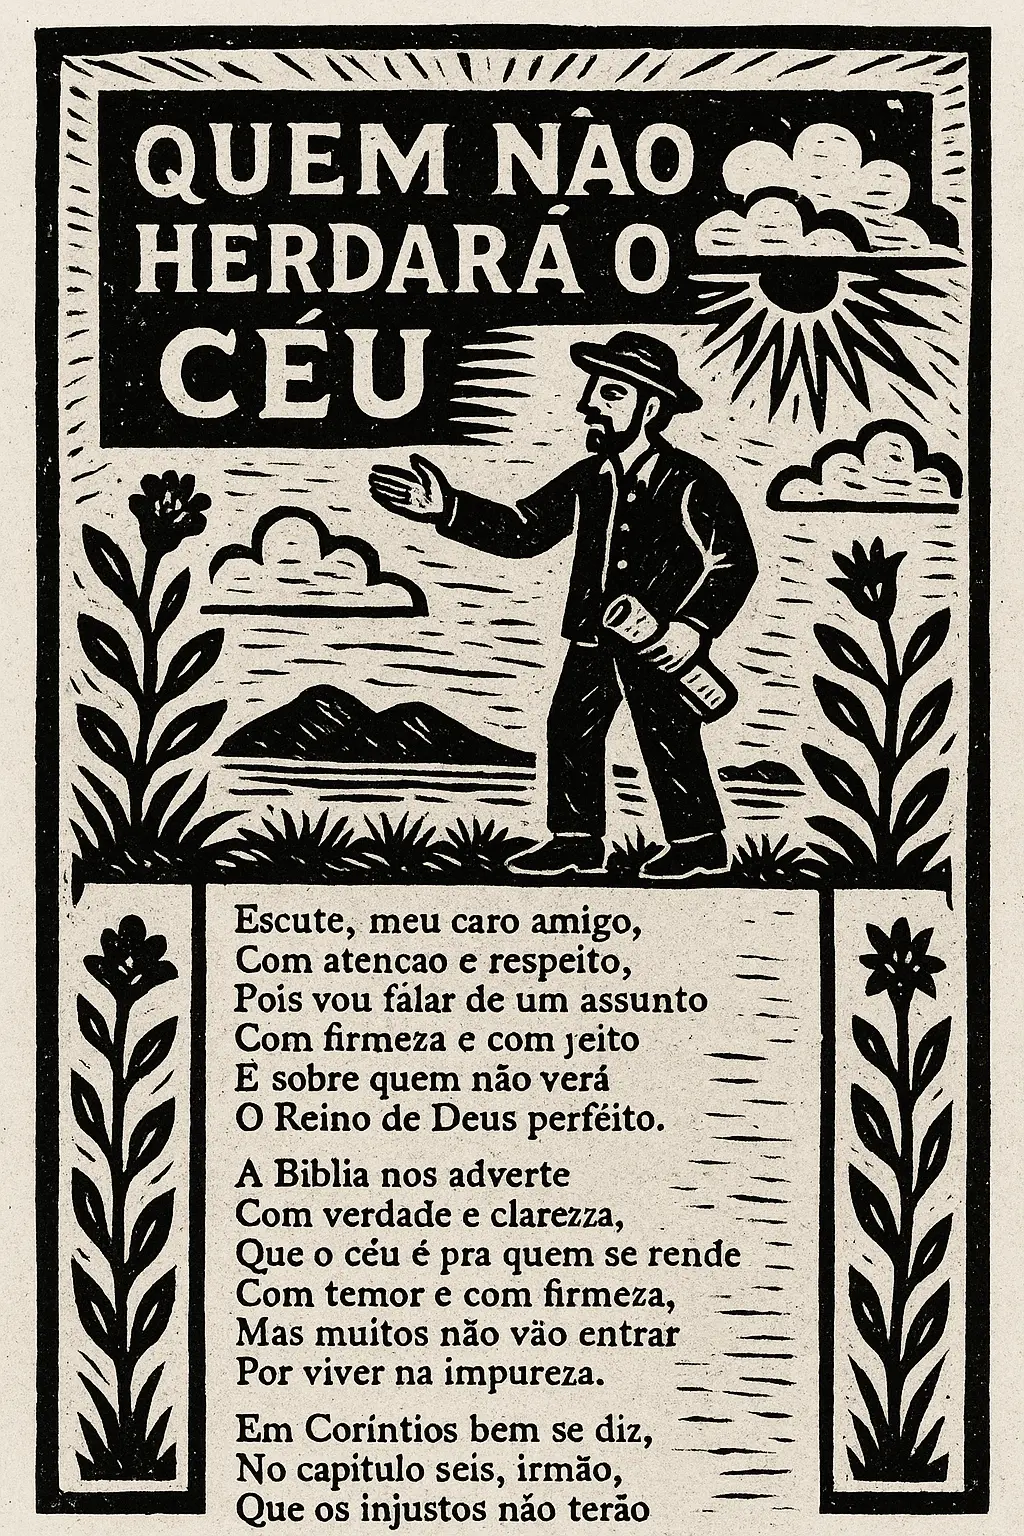 QUEM NÃO
HERDARÁ O
CÉU
Escute, meu caro amigo,
Com atencao e respeito,
Pois vou fálar de um assunto
Com firmeza e com jeito
É sobre quem não verá
O Reino de Deus perféito.
A Biblia nos adverte
Com verdade e clarezza,
Que o céu é pra quem se rende
Com temor e com firmeza,
Mas muitos não väo entrar
Por viver na impureza.
Em Coríntios bem se diz,
No capitulo seis, irmão,
Que os injustos não terão